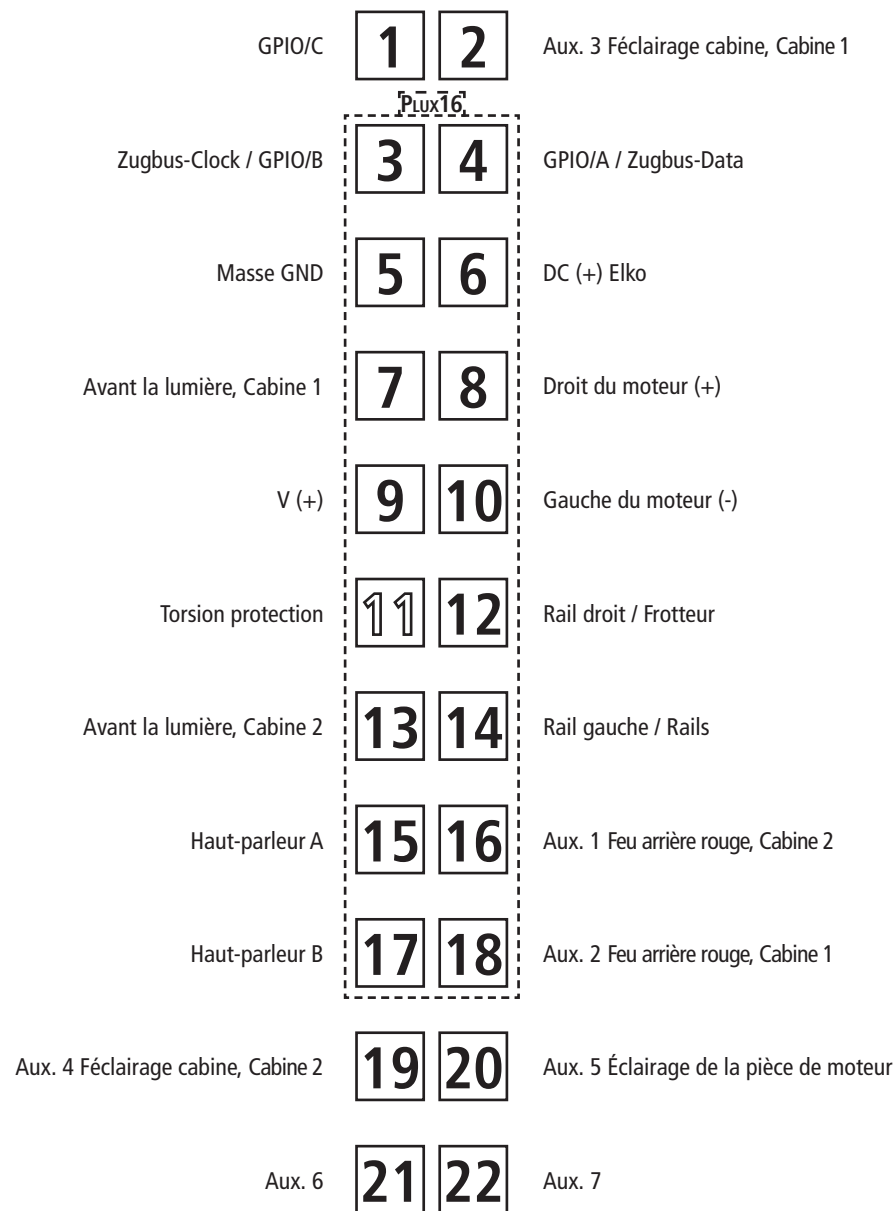 GPIO/C 1 2 Aux. 3 Féclairage cabine, Cabine 1
PLUX16
Zugbus-Clock / GPIO/B 3 4 GPIO/A / Zugbus-Data
Masse GND 5 6 DC (+) Elko
Avant la lumière, Cabine 1 7 8 Droit du moteur (+)
V (+) 9 10 Gauche du moteur (-)
Torsion protection 11 12 Rail droit / Frotteur
Avant la lumière, Cabine 2 13 14 Rail gauche / Rails
Haut-parleur A 15 16 Aux. 1 Feu arrière rouge, Cabine 2
Haut-parleur B 17 18 Aux. 2 Feu arrière rouge, Cabine 1
Aux. 4 Féclairage cabine, Cabine 2 19 20 Aux. 5 Éclairage de la pièce de moteur
Aux. 6 21 22 Aux. 7